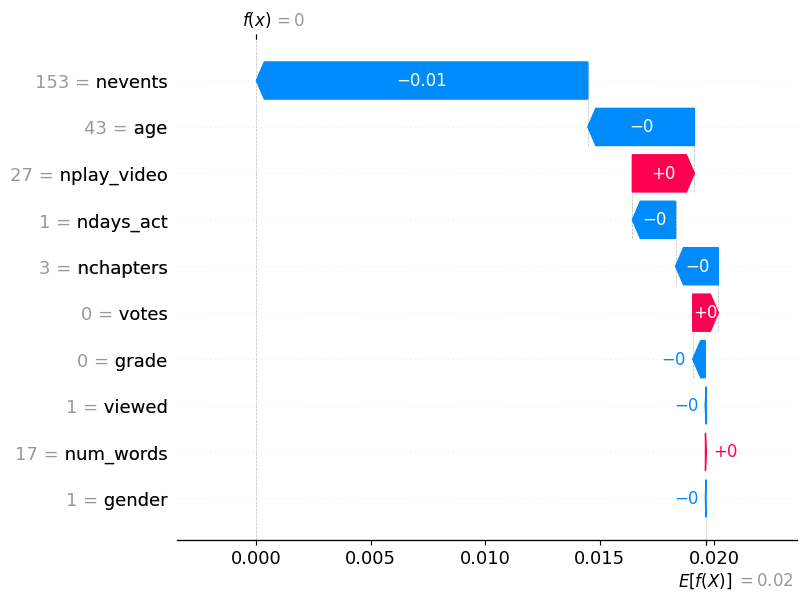 f(x) = 0
153 = nevents
−0.01
43 = age
−0
27 = nplay_video
+0
1 = ndays_act
−0
3 = nchapters
−0
0 = votes
+0
0 = grade
−0
1 = viewed
−0
17 = num_words
+0
1 = gender
−0
0.000 0.005 0.010 0.015 0.020
E[f(X)] = 0.02